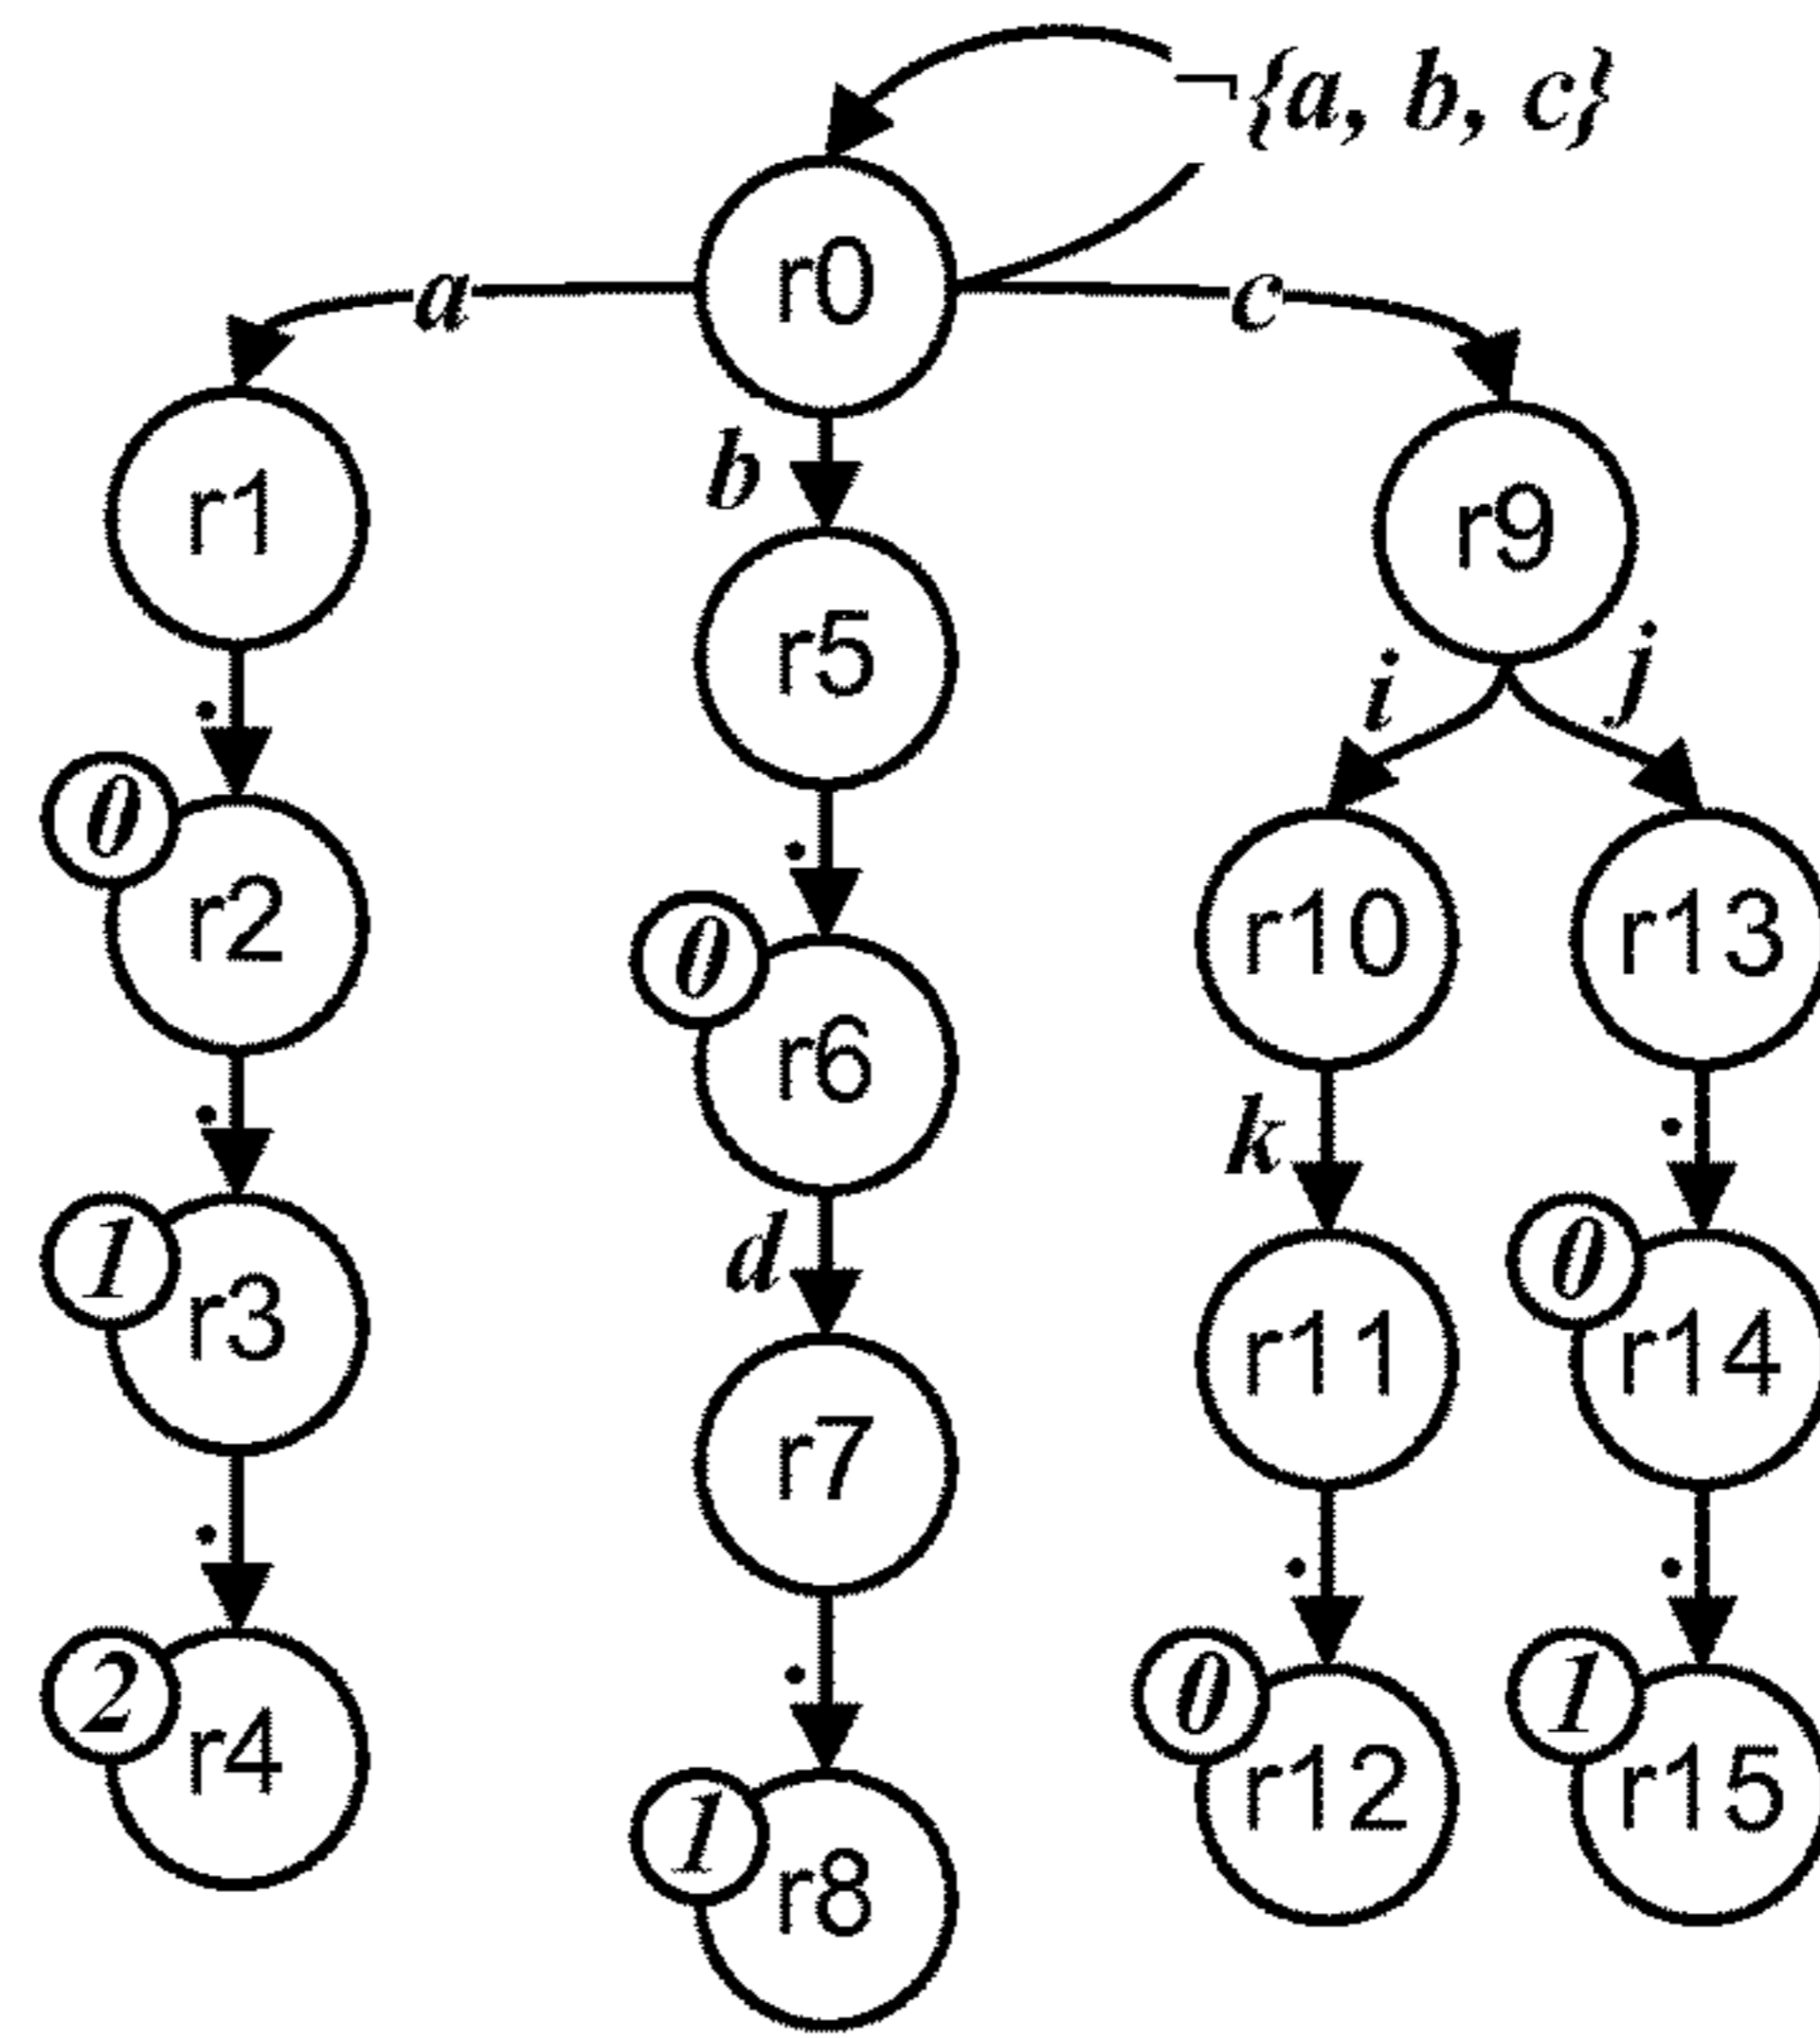 ¬{a, b, c}
r0
a
c
b
r1
r9
r5
i
j
.
0
r2
.
0
r6
r10
r13
.
k
.
1
r3
d
0
r11
r14
r7
.
.
.
2
r4
.
0
1
r12
r15
1
r8